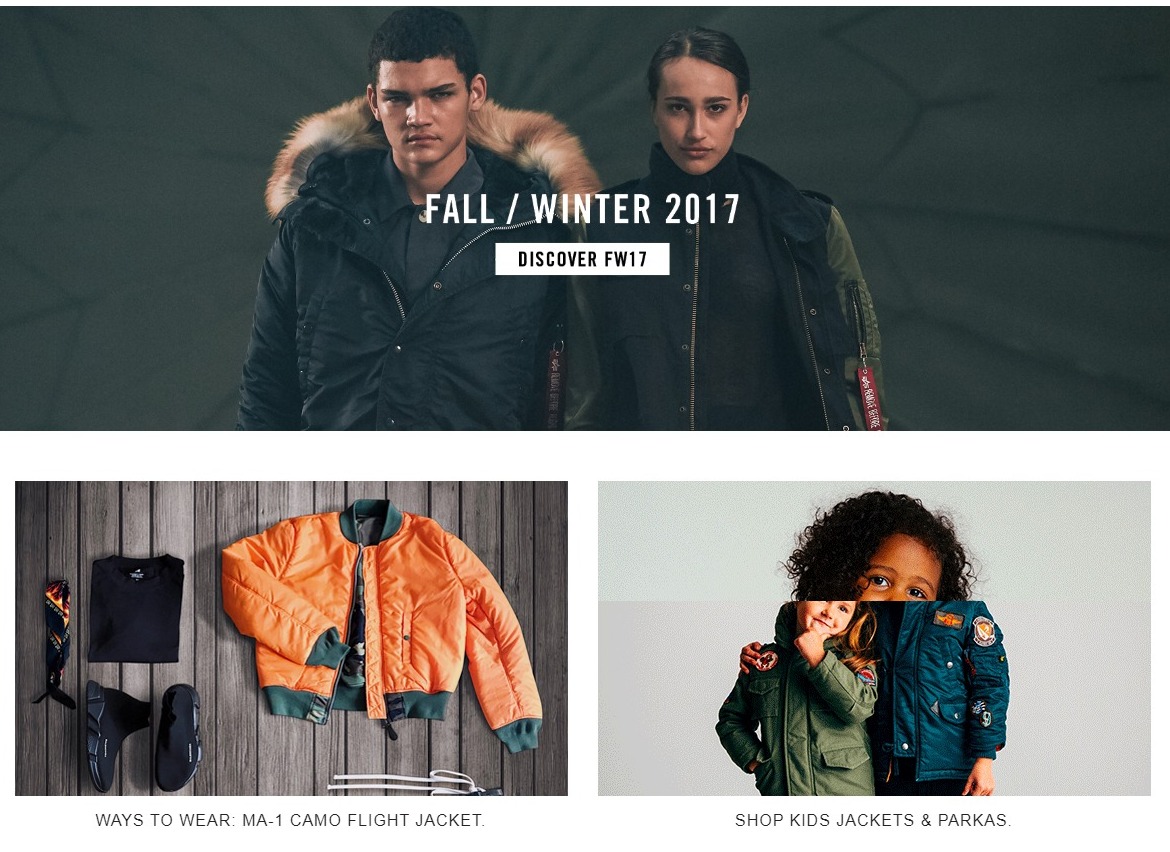 FALL / WINTER 2017
DISCOVER FW17
WAYS TO WEAR: MA-1 CAMO FLIGHT JACKET.
SHOP KIDS JACKETS & PARKAS.